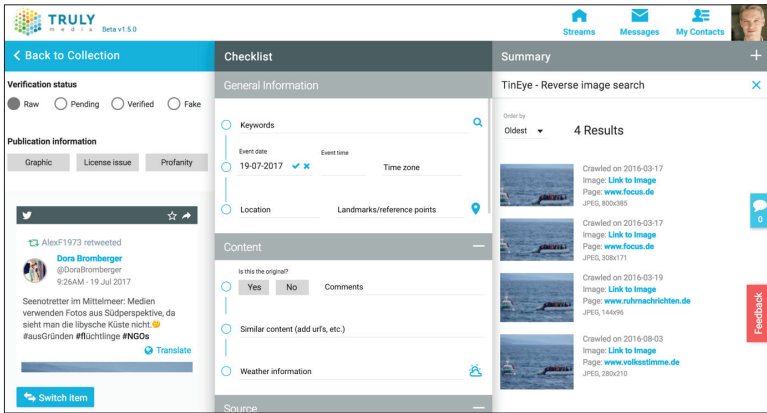 TRULY
media
Beta v1.5.0
Streams
Messages
My Contacts
Back to Collection
Verification status
Raw
Pending
Verified
Fake
Publication information
Graphic
License issue
Profanity
AlexF1973 retweeted
Dora Bromberger
@DoraBromberger
9:26AM - 19 Jul 2017
Seenotretter im Mittelmeer: Medien
verwenden Fotos aus Südperspektive, da
sieht man die libysche Küste nicht.
#ausGründen #flüchtlinge #NGOs
Translate
Switch item
Checklist
General Information
Keywords
Event date
Event time
19-07-2017
Time zone
Location
Landmarks/reference points
Content
Is this the original?
Yes
No
Comments
Similar content (add url's, etc.)
Weather information
Source
Summary
TinEye - Reverse image search
Order by
Oldest
4 Results
Crawled on 2016-03-17
Image: Link to Image
Page: www.focus.de
JPEG, 800x385
Crawled on 2016-03-17
Image: Link to Image
Page: www.focus.de
JPEG, 308x171
Crawled on 2016-03-19
Image: Link to Image
Page: www.ruhrnachrichten.de
JPEG, 144x96
Crawled on 2016-08-03
Image: Link to Image
Page: www.volksstimme.de
JPEG, 280x210
0
Feedback